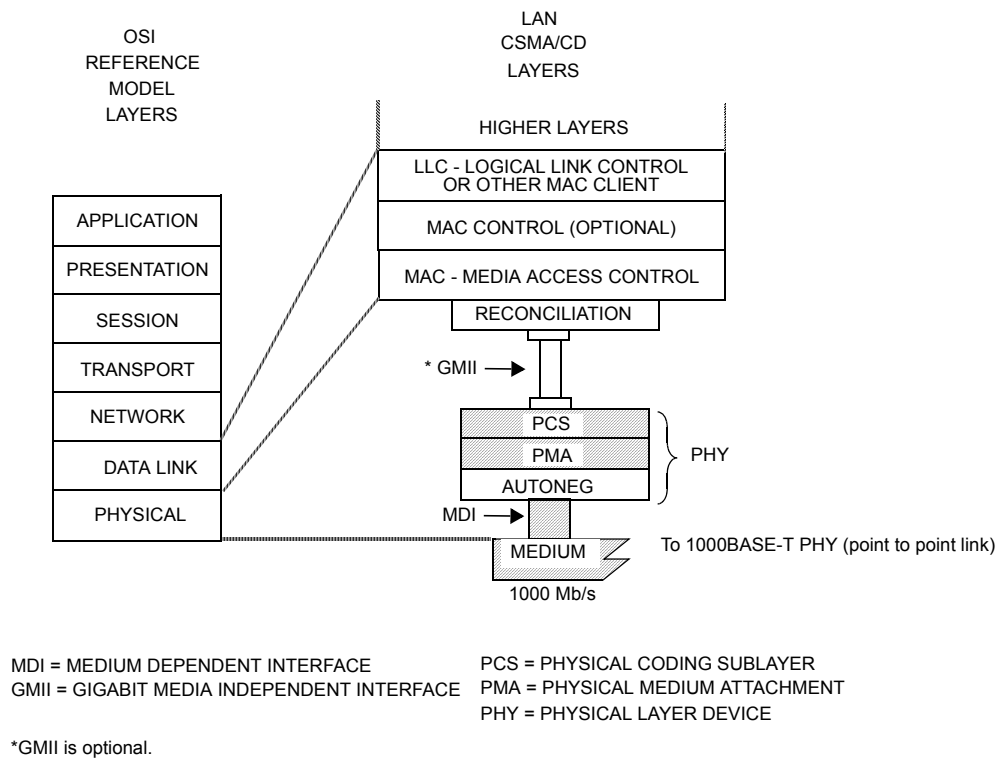 OSI
REFERENCE
MODEL
LAYERS
LAN
CSMA/CD
LAYERS
HIGHER LAYERS
LLC - LOGICAL LINK CONTROL
OR OTHER MAC CLIENT
MAC CONTROL (OPTIONAL)
MAC - MEDIA ACCESS CONTROL
RECONCILIATION
APPLICATION
PRESENTATION
SESSION
TRANSPORT
NETWORK
DATA LINK
PHYSICAL
* GMII
PCS
PMA
AUTONEG
PHY
MDI
MEDIUM
To 1000BASE-T PHY (point to point link)
1000 Mb/s
MDI = MEDIUM DEPENDENT INTERFACE
GMII = GIGABIT MEDIA INDEPENDENT INTERFACE
PCS = PHYSICAL CODING SUBLAYER
PMA = PHYSICAL MEDIUM ATTACHMENT
PHY = PHYSICAL LAYER DEVICE
*GMII is optional.